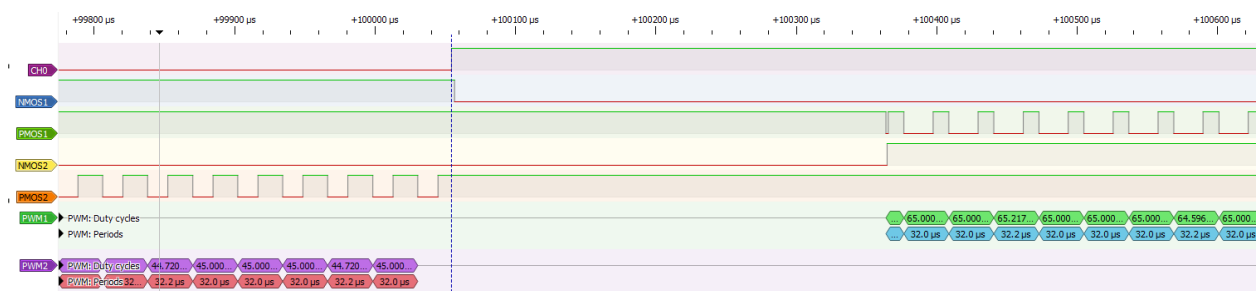 +99800 µs +99900 µs +100000 µs +100100 µs +100200 µs +100300 µs +100400 µs +100500 µs +100600 µs
CH0
NMOS1
PMOS1
NMOS2
PMOS2
PWM1 PWM: Duty cycles ... 65.000... 65.000... 65.217... 65.000... 65.000... 65.000... 64.596... 65.000...
PWM: Periods ... 32.0 µs 32.0 µs 32.2 µs 32.0 µs 32.0 µs 32.0 µs 32.2 µs 32.0 µs
PWM2 PWM: Duty cycles 44.720... 45.000... 45.000... 45.000... 44.720... 45.000...
PWM: Periods 32... 32.2 µs 32.0 µs 32.0 µs 32.0 µs 32.2 µs 32.0 µs